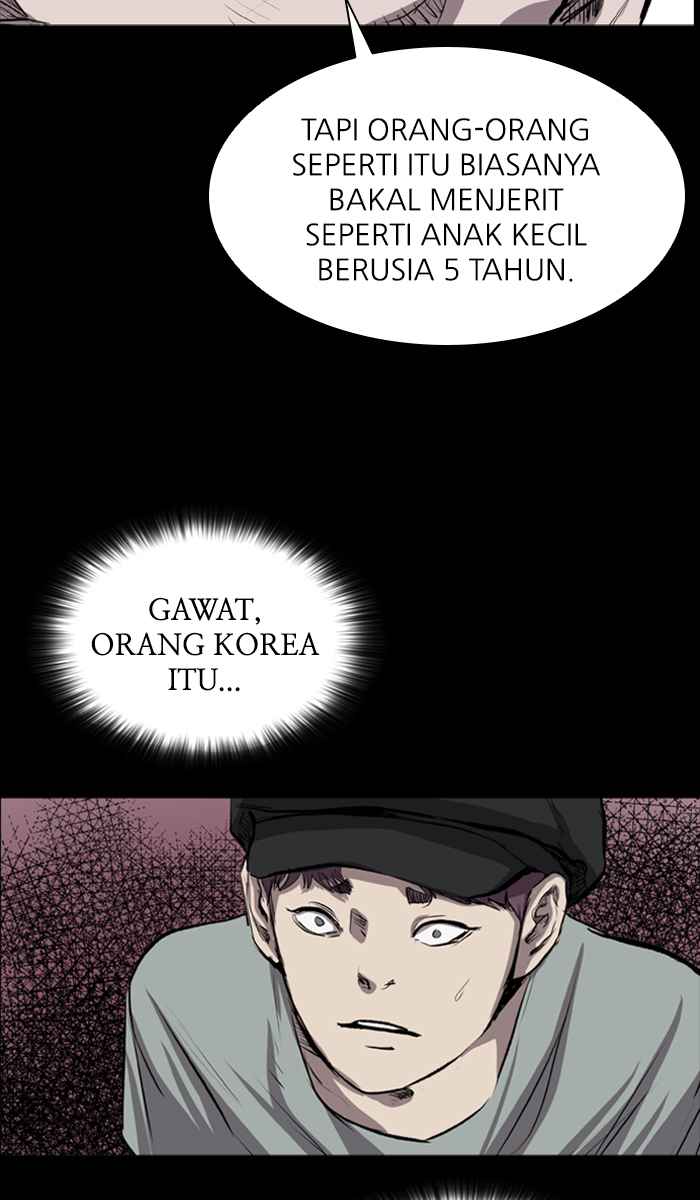 TAPI ORANG-ORANG
SEPERTI ITU BIASANYA
BAKAL MENJERIT
SEPERTI ANAK KECIL
BERUSIA 5 TAHUN.
GAWAT,
ORANG KOREA
ITU...